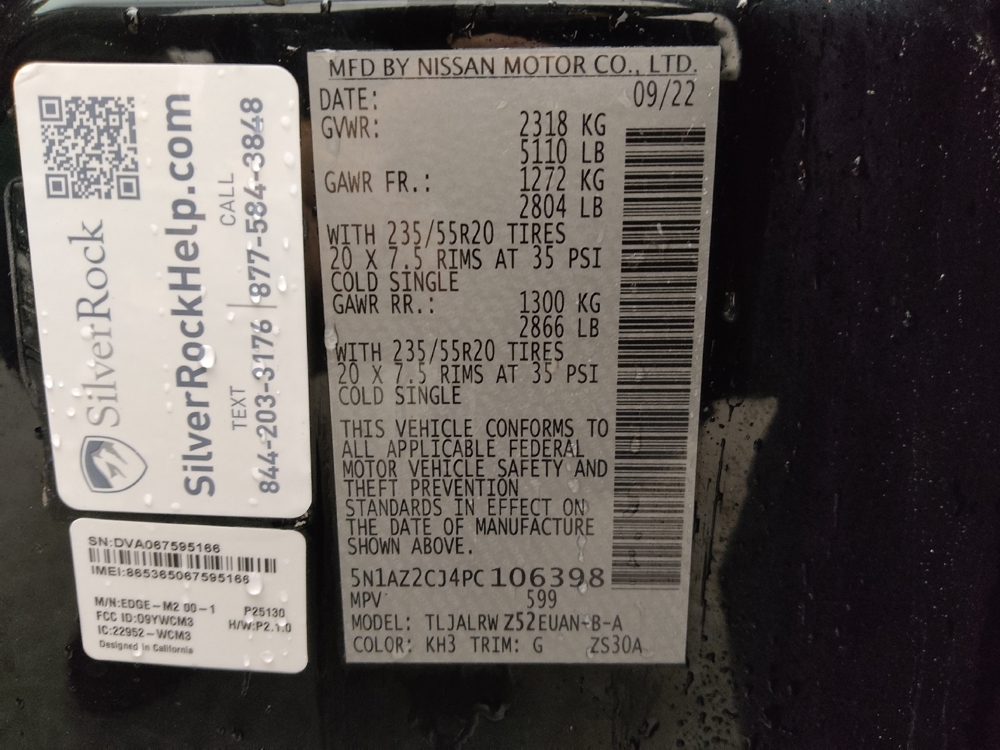 SilverRock
SilverRockHelp.com
TEXT
844-203-3176
CALL
877-584-3848
SN:DVA067595166
IMEI:865365067595166
M/N:EDGE-M2 00-1 P25130
FCC ID:O9YWCM3 H/W:P2.1.0
IC:22952-WCM3
Designed in California
MFD BY NISSAN MOTOR CO., LTD.
DATE: 09/22
GVWR: 2318 KG
5110 LB
GAWR FR.: 1272 KG
2804 LB
WITH 235/55R20 TIRES
20 X 7.5 RIMS AT 35 PSI
COLD SINGLE
GAWR RR.: 1300 KG
2866 LB
WITH 235/55R20 TIRES
20 X 7.5 RIMS AT 35 PSI
COLD SINGLE
THIS VEHICLE CONFORMS TO
ALL APPLICABLE FEDERAL
MOTOR VEHICLE SAFETY AND
THEFT PREVENTION
STANDARDS IN EFFECT ON
THE DATE OF MANUFACTURE
SHOWN ABOVE.
5N1AZ2CJ4PC106398
MPV 599
MODEL: TLJALRWZ52EUAN-B-A
COLOR: KH3 TRIM: G ZS30A